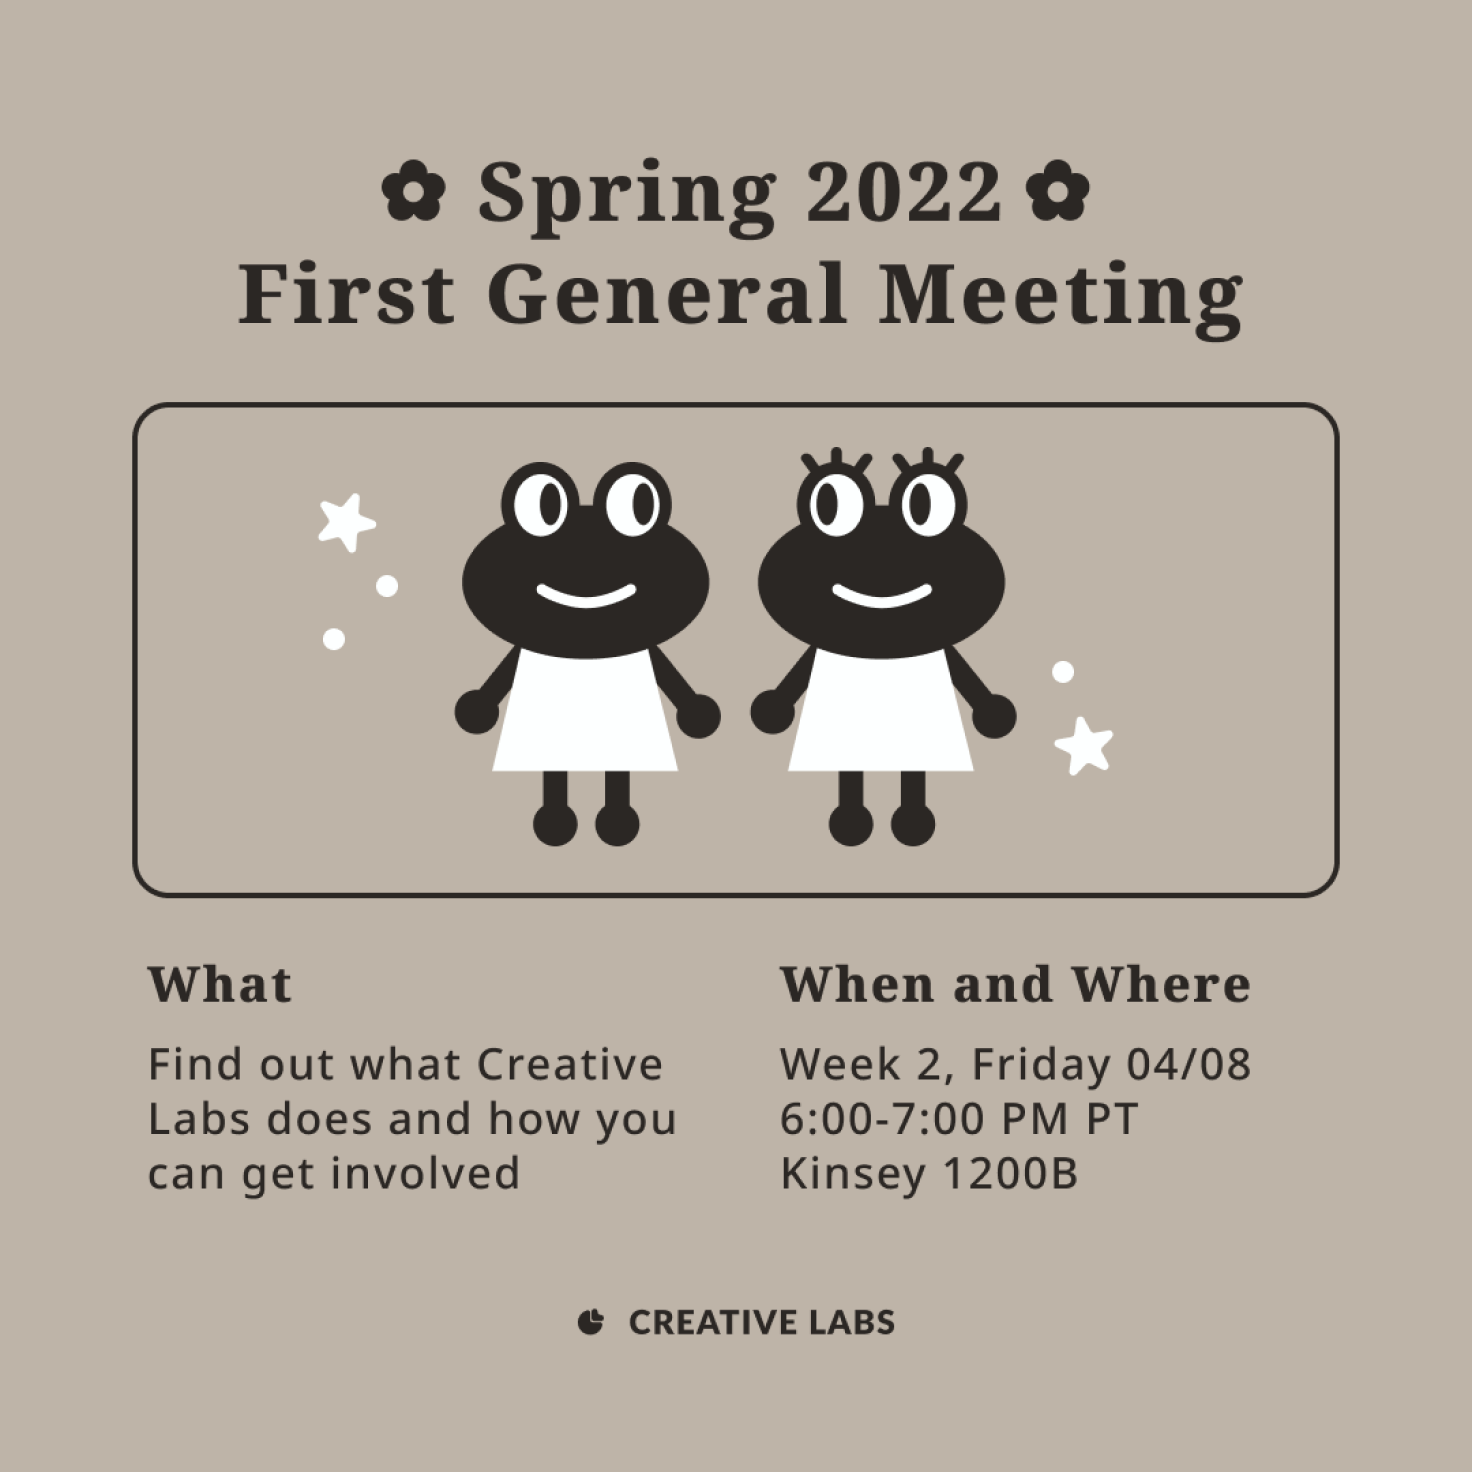 Spring 2022
First General Meeting
What
Find out what Creative
Labs does and how you
can get involved
When and Where
Week 2, Friday 04/08
6:00-7:00 PM PT
Kinsey 1200B
CREATIVE LABS